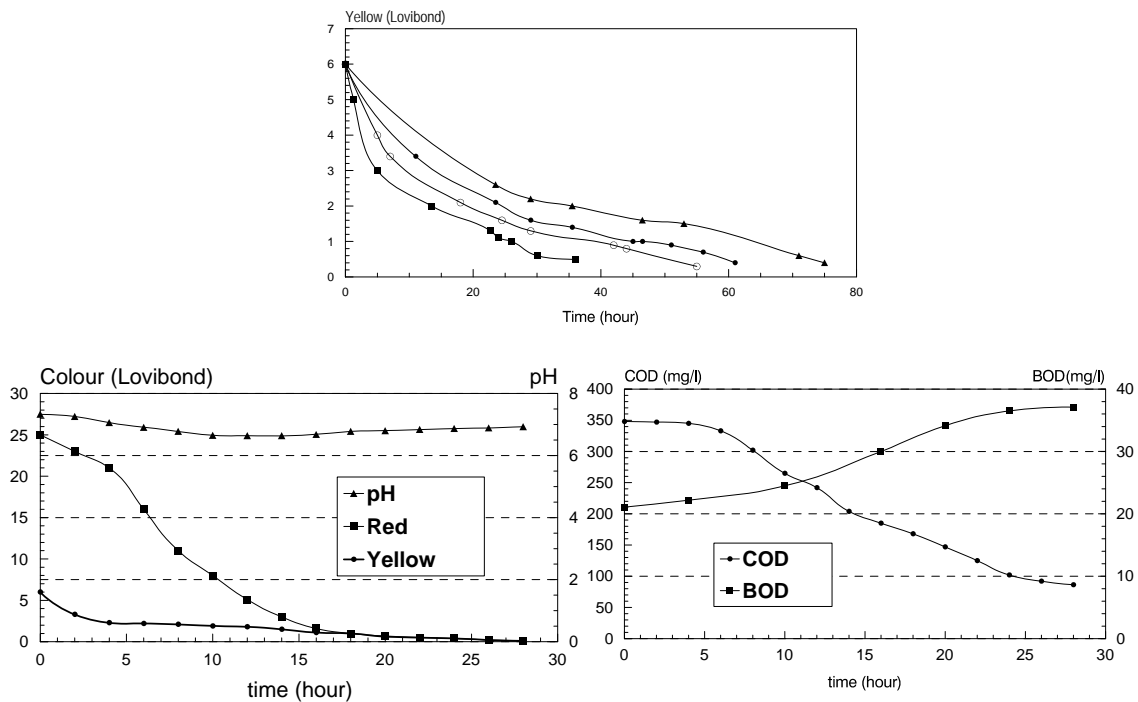 Yellow (Lovibond)
7
6
5
4
3
2
1
0
0 20 40 60 80
Time (hour)
Colour (Lovibond) pH
30 8
25
6
20
15 4
10
2
5
0 0
0 5 10 15 20 25 30
time (hour)
pH
Red
Yellow
COD (mg/l) BOD(mg/l)
400 40
350
300 30
250
200 20
150
100 10
50
0 0
0 5 10 15 20 25 30
time (hour)
COD
BOD